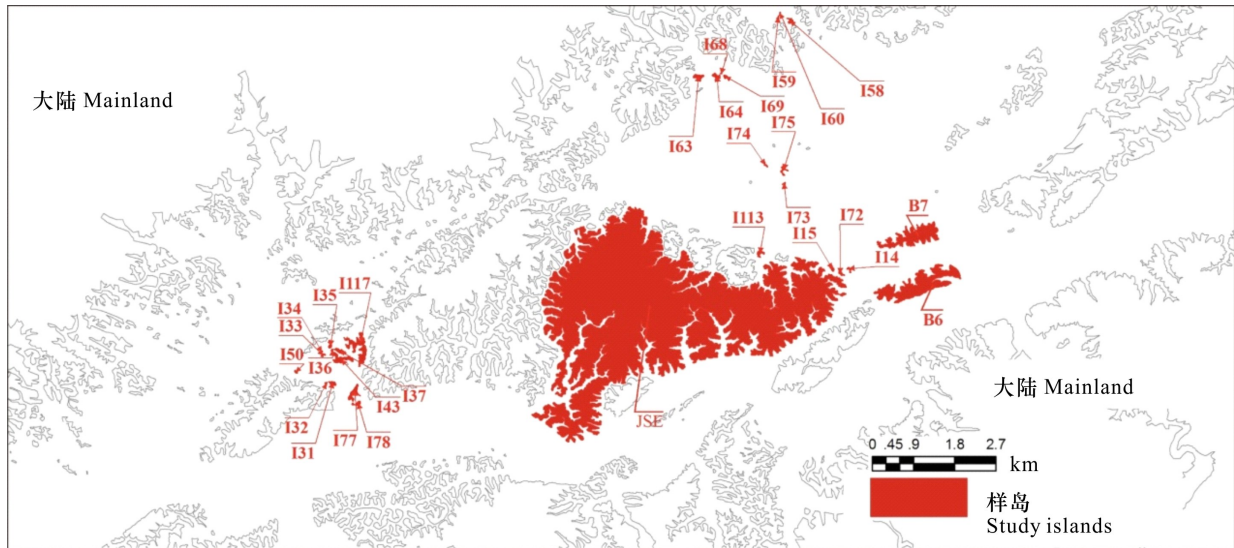 I68
大陆 Mainland
I59
I58
I64
I69
I60
I63
I74
I75
I73
I113
I15
I72
B7
I14
B6
I117
I35
I34
I33
I50
I36
I37
I43
I32
I31
I77
I78
JSE
大陆 Mainland
0 .45 .9 1.8 2.7
km
样岛
Study islands